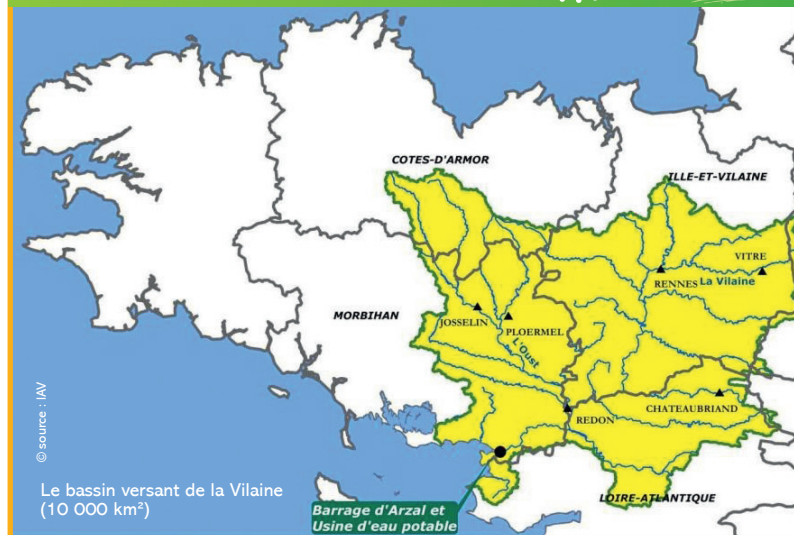 COTES-D'ARMOR
ILLE-ET-VILAINE
VITRE
RENNES
La Vilaine
MORBIHAN
JOSSELIN
PLOERMEL
L'Oust
CHATEAUBRIAND
REDON
© source : IAV
Le bassin versant de la Vilaine
(10 000 km²)
LOIRE-ATLANTIQUE
Barrage d'Arzal et
Usine d'eau potable